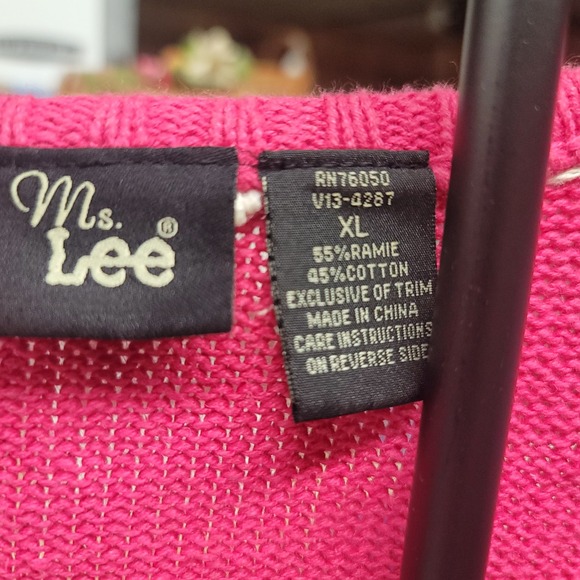 Ms.
Lee®
RN76050
V13-4287
XL
55%RAMIE
45%COTTON
EXCLUSIVE OF TRIM
MADE IN CHINA
CARE INSTRUCTIONS
ON REVERSE SIDE